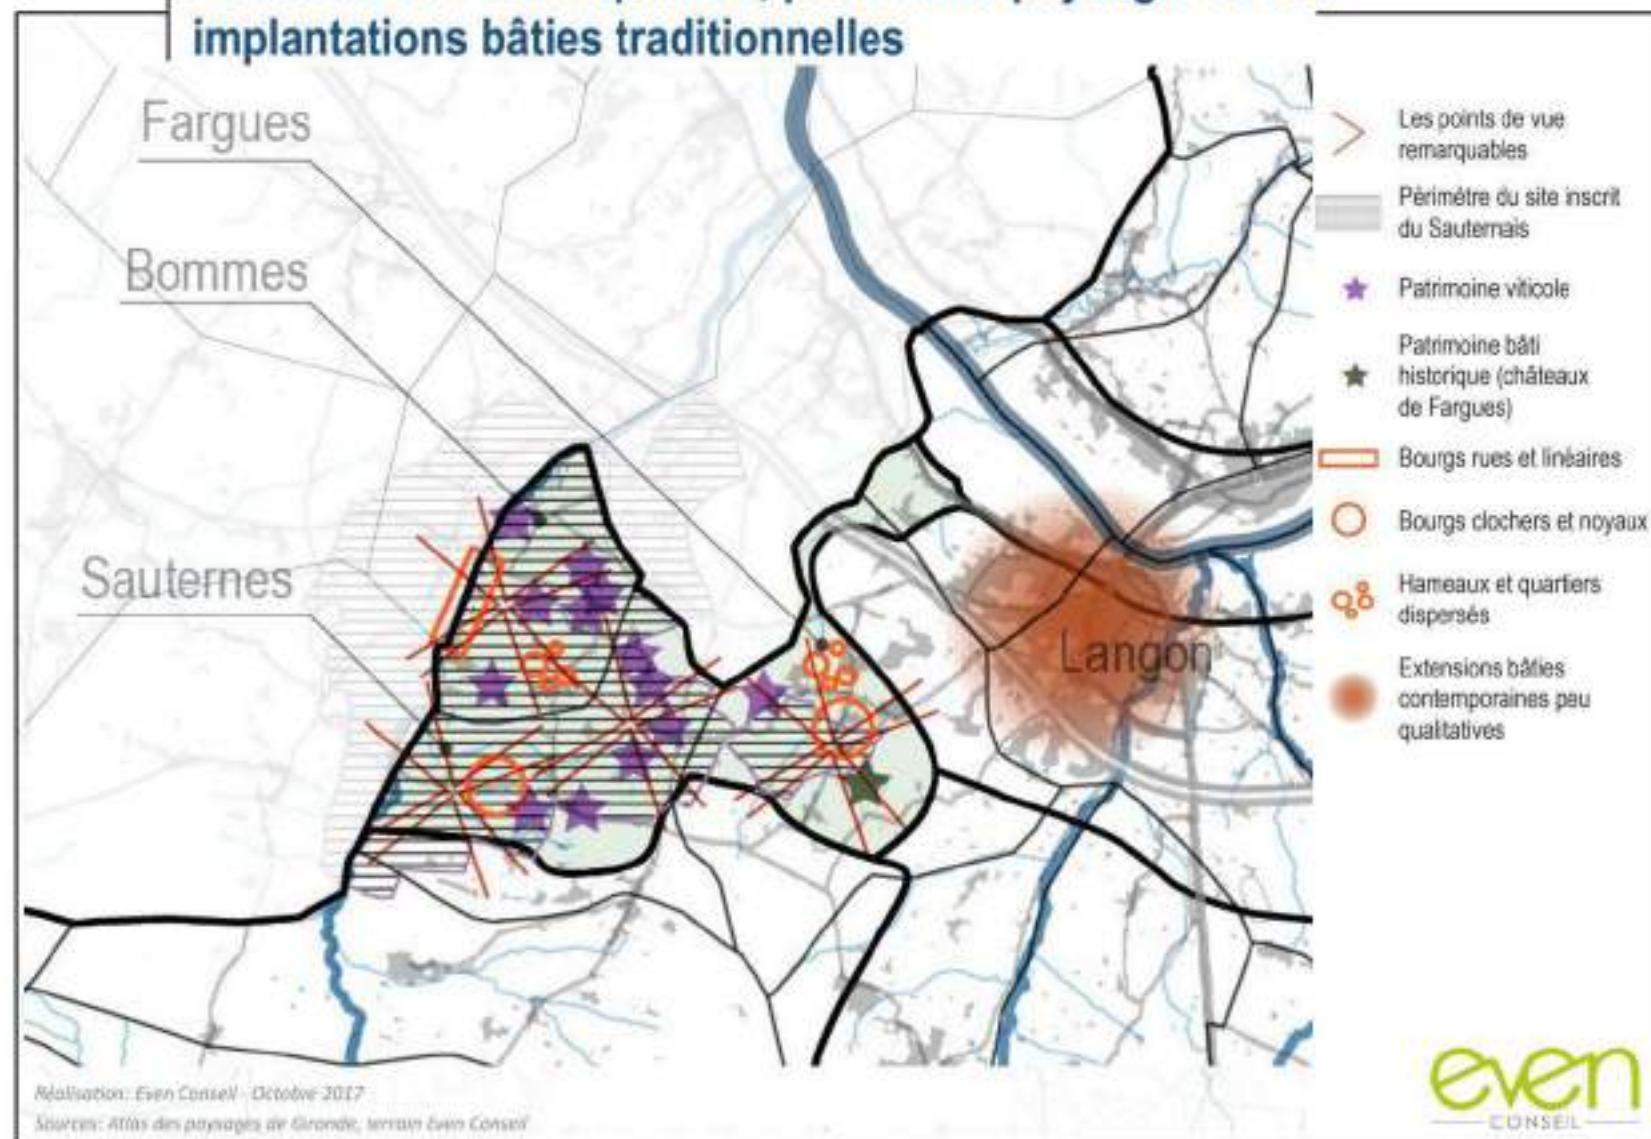 implantations bâties traditionnelles
Fargues
Bommes
Sauternes
Langon
Les points de vue
remarquables
Périmètre du site inscrit
du Sauternais
Patrimoine viticole
Patrimoine bâti
historique (châteaux
de Fargues)
Bourgs rues et linéaires
Bourgs clochers et noyaux
Hameaux et quartiers
dispersés
Extensions bâties
contemporaines peu
qualitatives
Réalisation: Even Conseil - Octobre 2017
Sources: Atlas des paysages de Gironde, terrain Even Conseil
even
CONSEIL